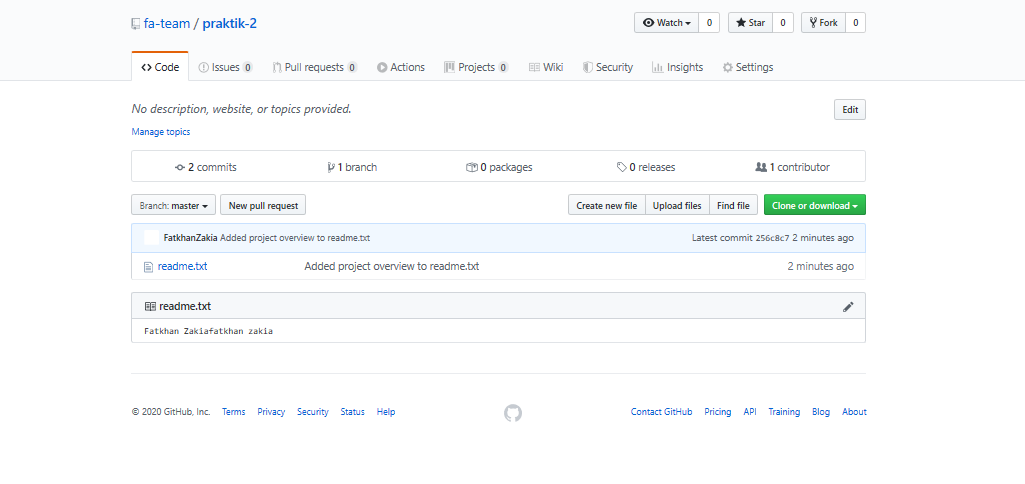 fa-team / praktik-2
Watch 0 Star 0 Fork 0
Code Issues 0 Pull requests 0 Actions Projects 0 Wiki Security Insights Settings
No description, website, or topics provided. Edit
Manage topics
2 commits 1 branch 0 packages 0 releases 1 contributor
Branch: master New pull request Create new file Upload files Find file Clone or download
FatkhanZakia Added project overview to readme.txt Latest commit 256c8c7 2 minutes ago
readme.txt Added project overview to readme.txt 2 minutes ago
readme.txt
Fatkhan Zakiafatkhan zakia
© 2020 GitHub, Inc. Terms Privacy Security Status Help Contact GitHub Pricing API Training Blog About